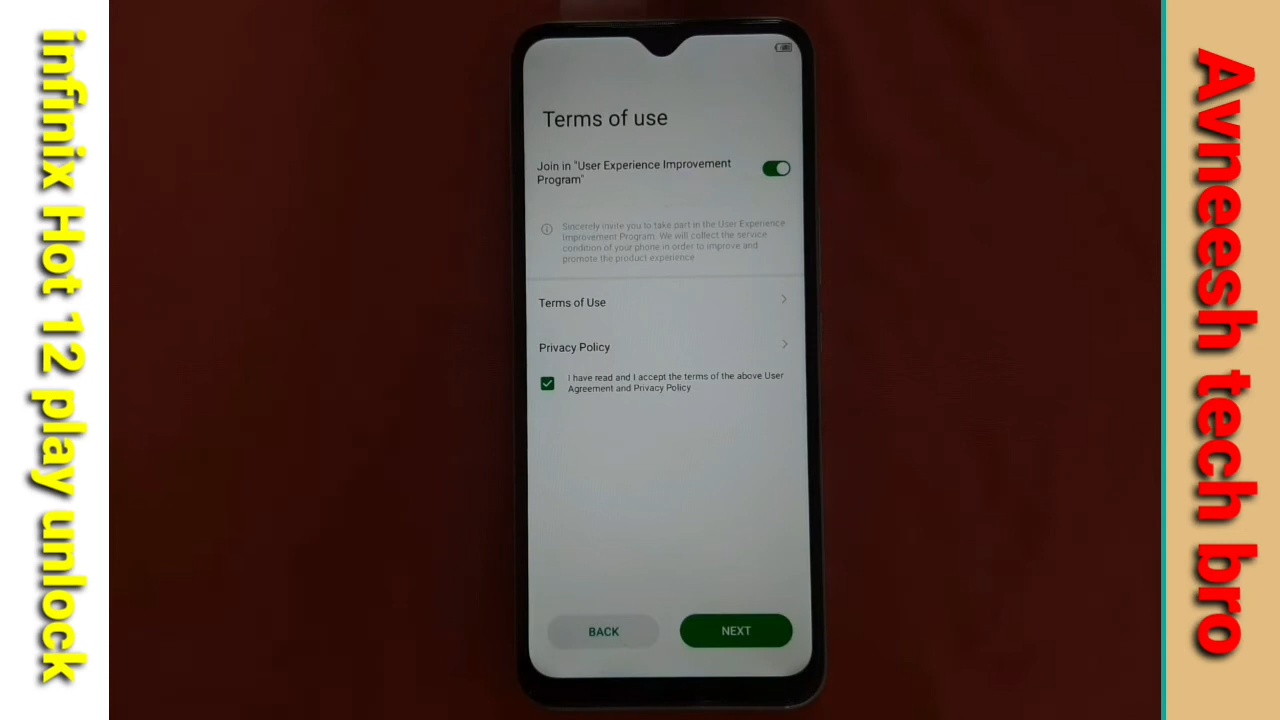 infinix Hot 12 play unlock
Terms of use
Join in "User Experience Improvement
Program"
Sincerely invite you to take part in the User Experience
Improvement Program. We will collect the service
condition of your phone in order to improve and
promote the product experience
Terms of Use
Privacy Policy
I have read and I accept the terms of the above User
Agreement and Privacy Policy
BACK
NEXT
Avneesh tech bro